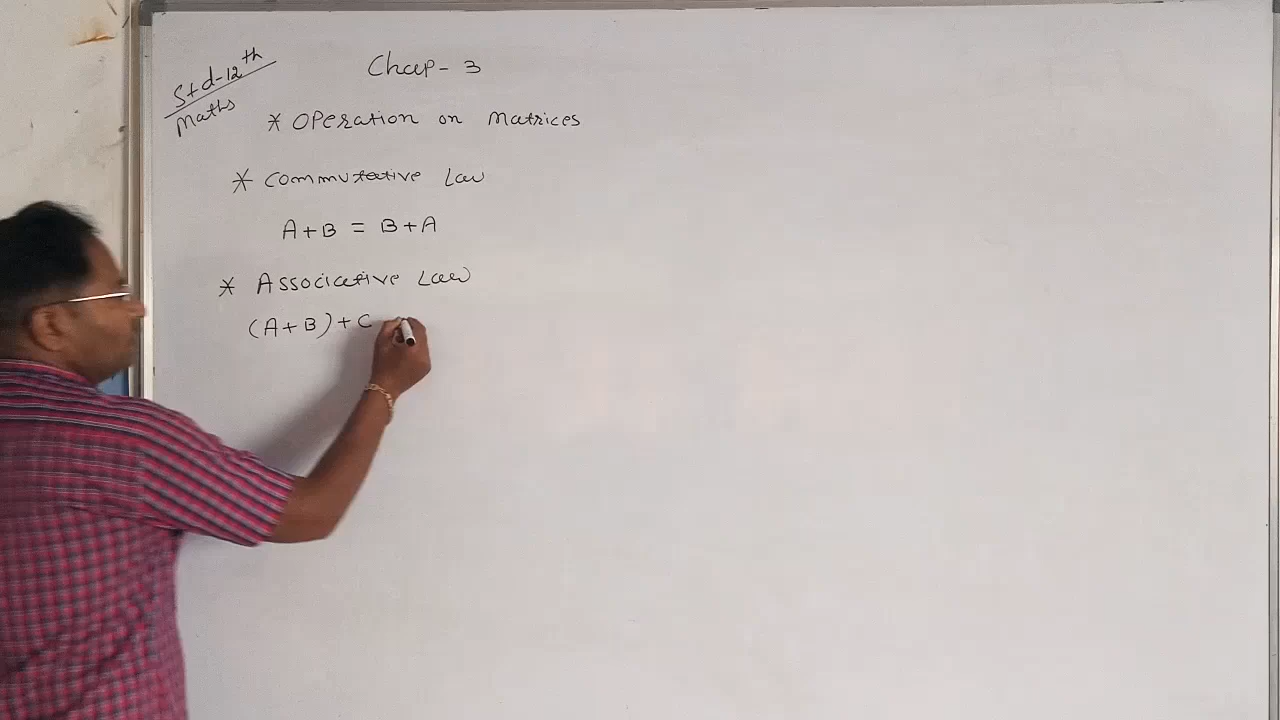 Std-12th
Maths
Chap-3
* Operation on Matrices
* Commutative Law
A+B = B+A
* Associative Law
(A+B)+C